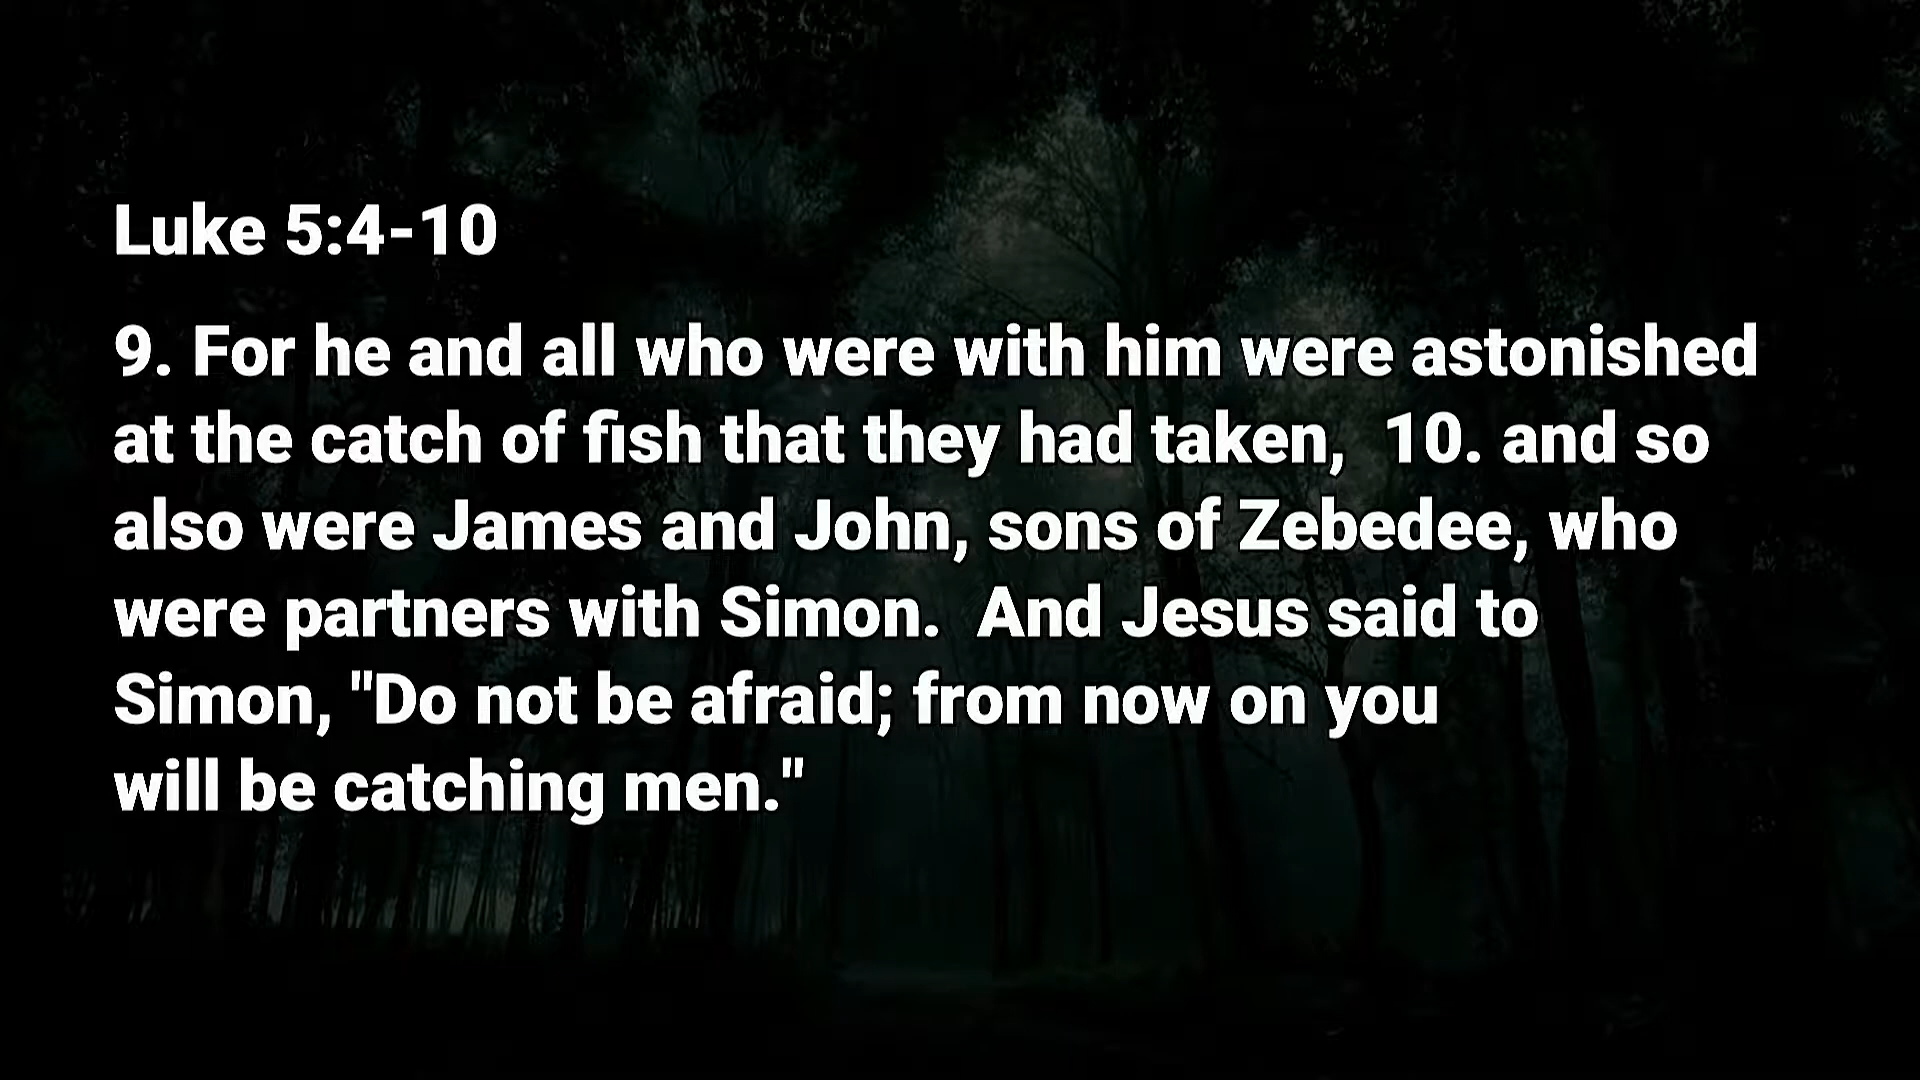 Luke 5:4-10
9. For he and all who were with him were astonished
at the catch of fish that they had taken,  10. and so
also were James and John, sons of Zebedee, who
were partners with Simon.  And Jesus said to
Simon, "Do not be afraid; from now on you
will be catching men."